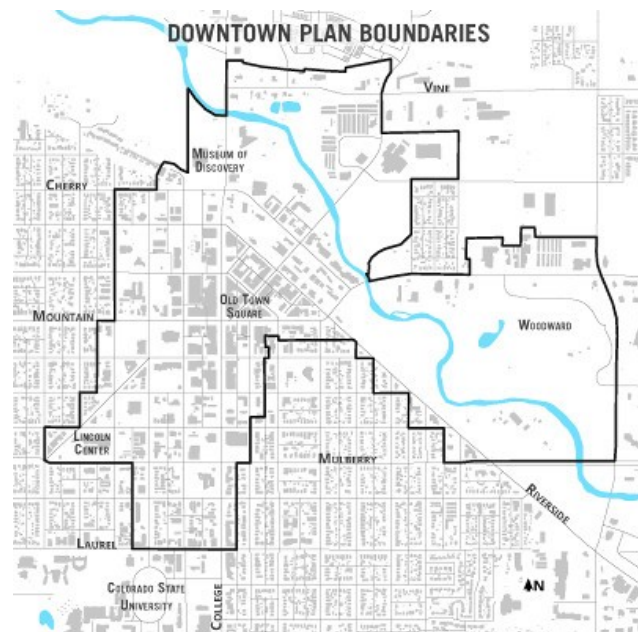 DOWNTOWN PLAN BOUNDARIES
VINE
MUSEUM OF
DISCOVERY
CHERRY
OLD TOWN
SQUARE
MOUNTAIN
WOODWARD
LINCOLN
CENTER
MULBERRY
RIVERSIDE
LAUREL
COLORADO STATE
UNIVERSITY
COLLEGE
N